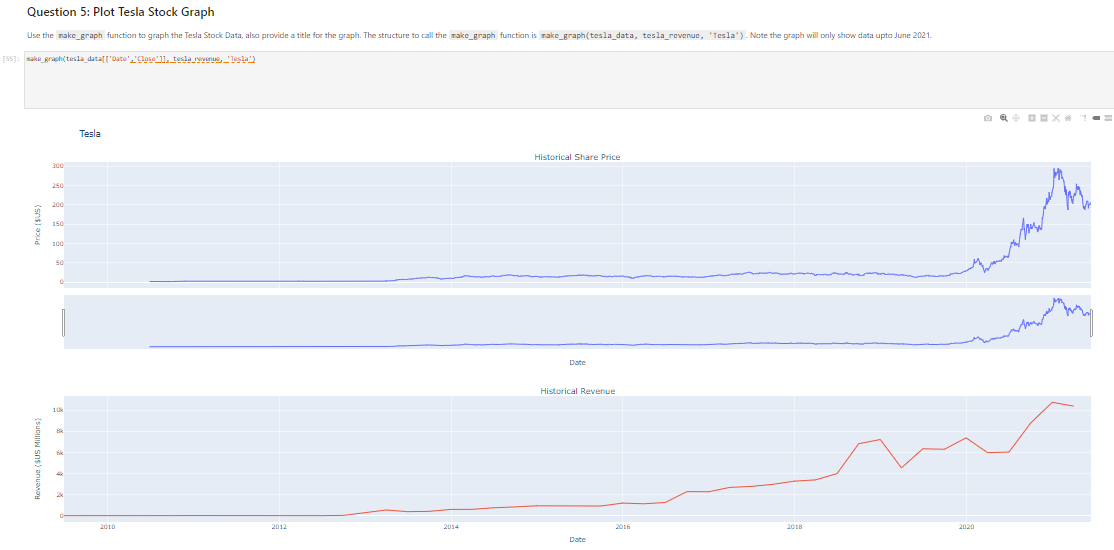 Question 5: Plot Tesla Stock Graph
Use the make_graph function to graph the Tesla Stock Data, also provide a title for the graph. The structure to call the make_graph function is make_graph(tesla_data, tesla_revenue, 'Tesla'). Note the graph will only show data upto June 2021.
[55]: make_graph(tesla_data[['Date','Close']], tesla_revenue, 'Tesla')
Tesla
Historical Share Price
300
250
200
150
100
50
0
Price ($US)
Date
Historical Revenue
10k
8k
6k
4k
2k
0
Revenue ($US Millions)
2010 2012 2014 2016 2018 2020
Date